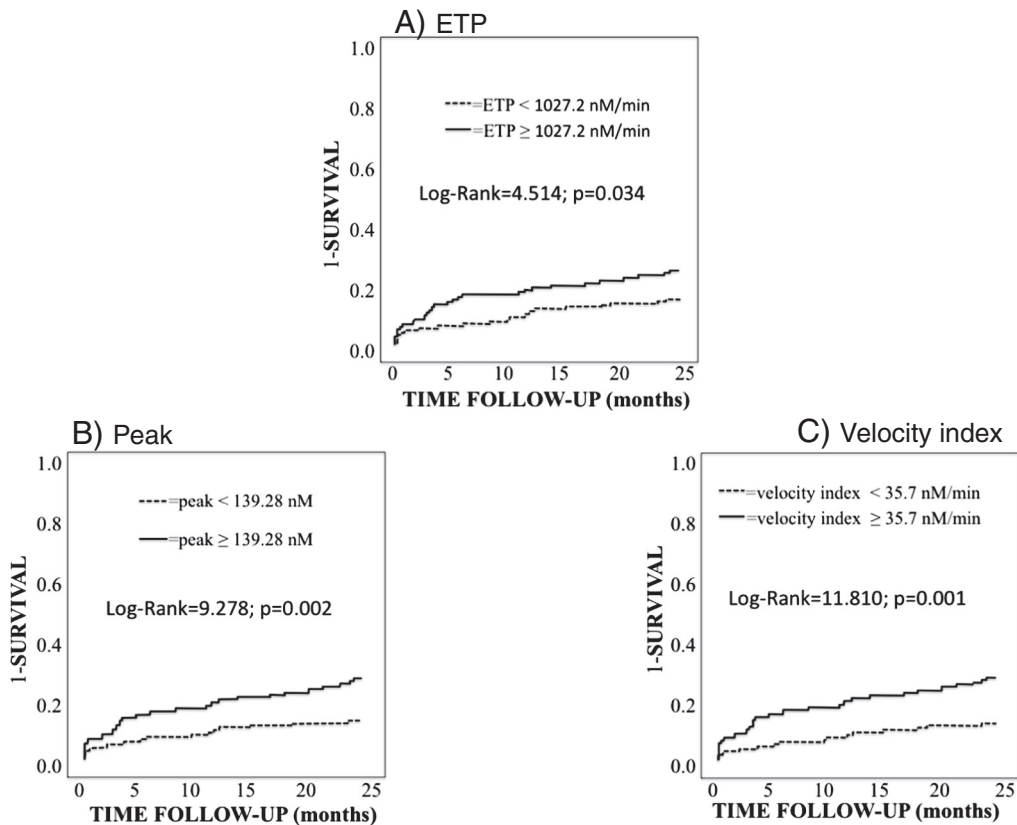 A) ETP
1.0
0.8
0.6
0.4
0.2
0.0
1-SURVIVAL
=ETP < 1027.2 nM/min
=ETP ≥ 1027.2 nM/min
Log-Rank=4.514; p=0.034
0 5 10 15 20 25
TIME FOLLOW-UP (months)
B) Peak
1.0
0.8
0.6
0.4
0.2
0.0
1-SURVIVAL
=peak < 139.28 nM
=peak ≥ 139.28 nM
Log-Rank=9.278; p=0.002
0 5 10 15 20 25
TIME FOLLOW-UP (months)
C) Velocity index
1.0
0.8
0.6
0.4
0.2
0.0
1-SURVIVAL
=velocity index < 35.7 nM/min
=velocity index ≥ 35.7 nM/min
Log-Rank=11.810; p=0.001
0 5 10 15 20 25
TIME FOLLOW-UP (months)